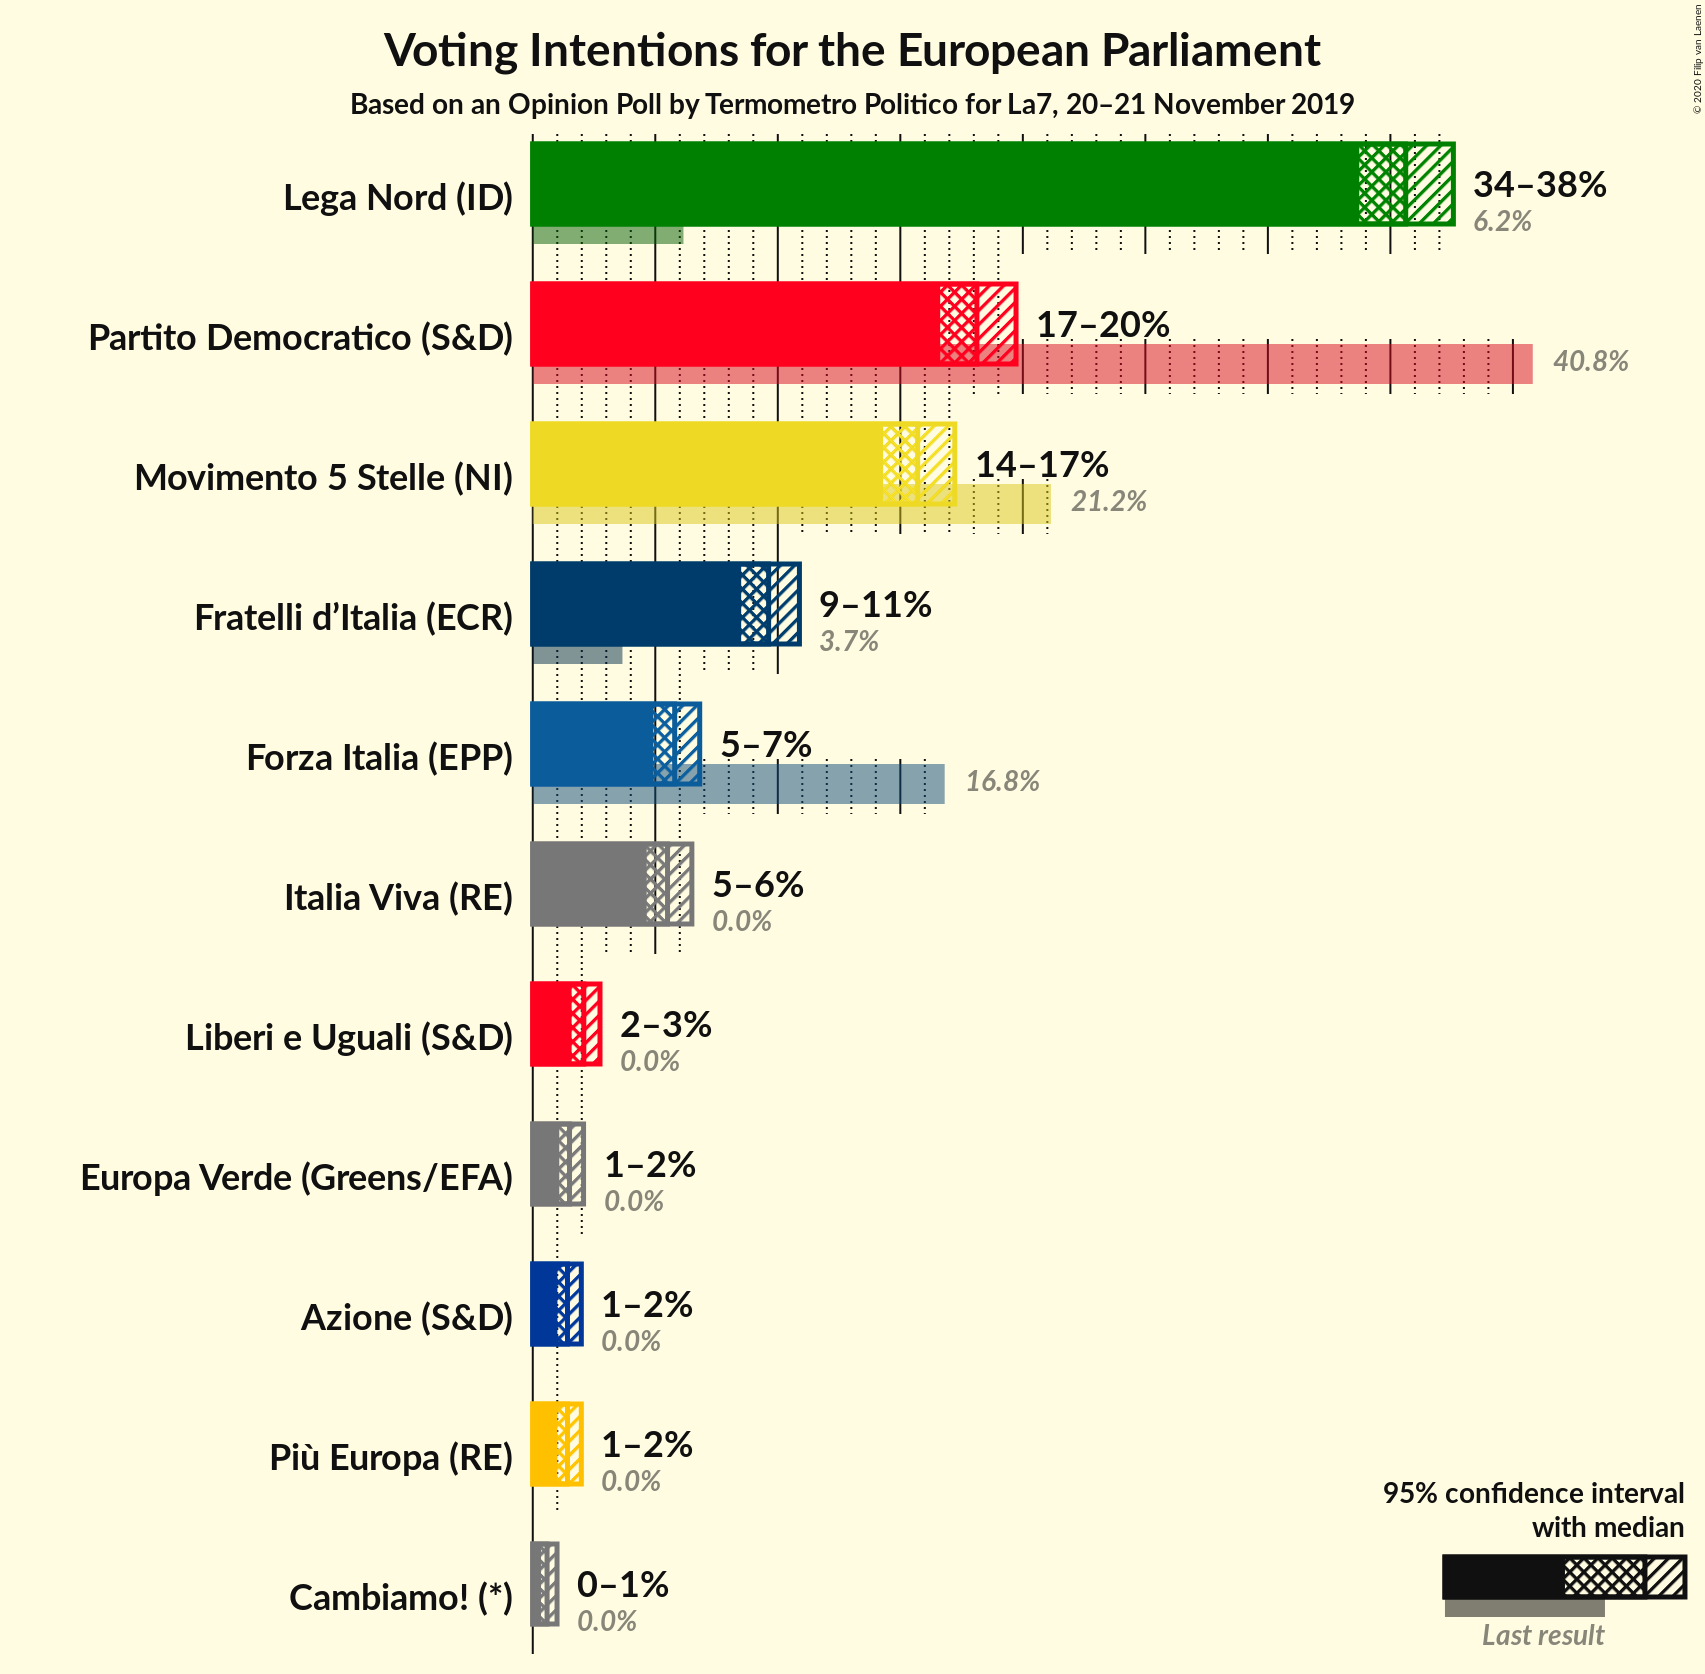 Voting Intentions for the European Parliament
Based on an Opinion Poll by Termometro Politico for La7, 20–21 November 2019
© 2020 Filip van Laenen
Lega Nord (ID)
34–38%
6.2%
Partito Democratico (S&D)
17–20%
40.8%
Movimento 5 Stelle (NI)
14–17%
21.2%
Fratelli d’Italia (ECR)
9–11%
3.7%
Forza Italia (EPP)
5–7%
16.8%
Italia Viva (RE)
5–6%
0.0%
Liberi e Uguali (S&D)
2–3%
0.0%
Europa Verde (Greens/EFA)
1–2%
0.0%
Azione (S&D)
1–2%
0.0%
Più Europa (RE)
1–2%
0.0%
Cambiamo! (*)
0–1%
0.0%
95% confidence interval
with median
Last result